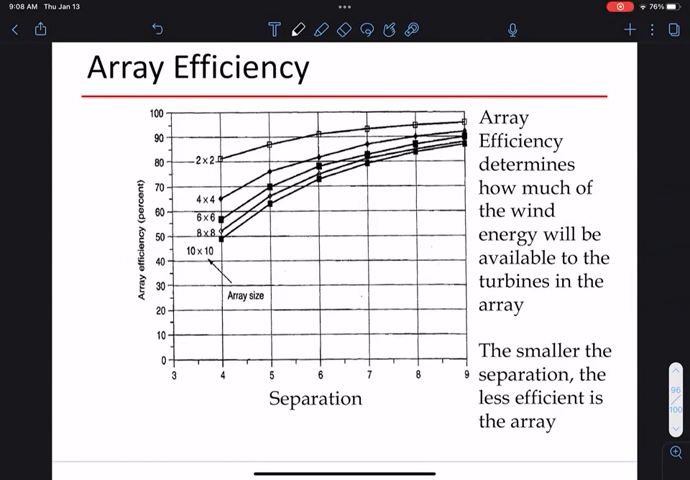 9:08 AM Thu Jan 13
76%
Array Efficiency
Array efficiency (percent)
100
90
80
70
60
50
40
30
20
10
0
2 x 2
4 x 4
6 x 6
8 x 8
10 x 10
Array size
3 4 5 6 7 8 9
Separation
Array
Efficiency
determines
how much of
the wind
energy will be
available to the
turbines in the
array
The smaller the
separation, the
less efficient is
the array
96
100